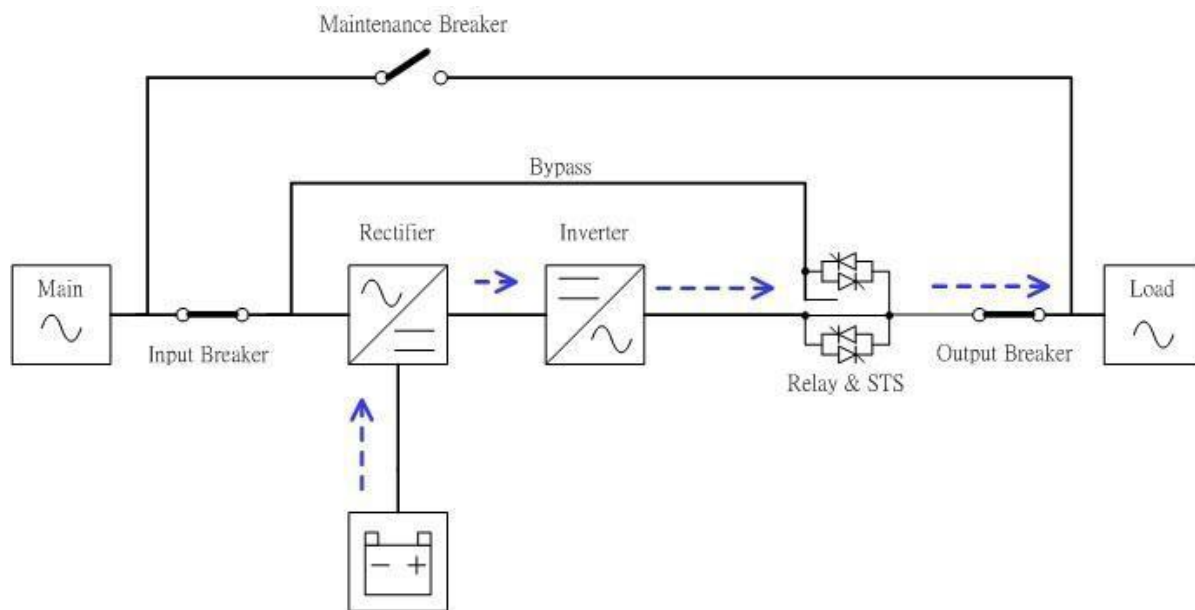 Maintenance Breaker
Bypass
Rectifier
Inverter
Main
Load
Input Breaker
Output Breaker
Relay & STS